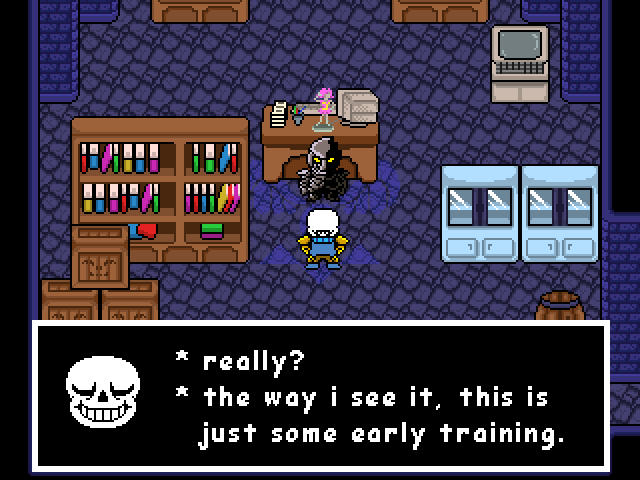 * really?
* the way i see it, this is
just some early training.